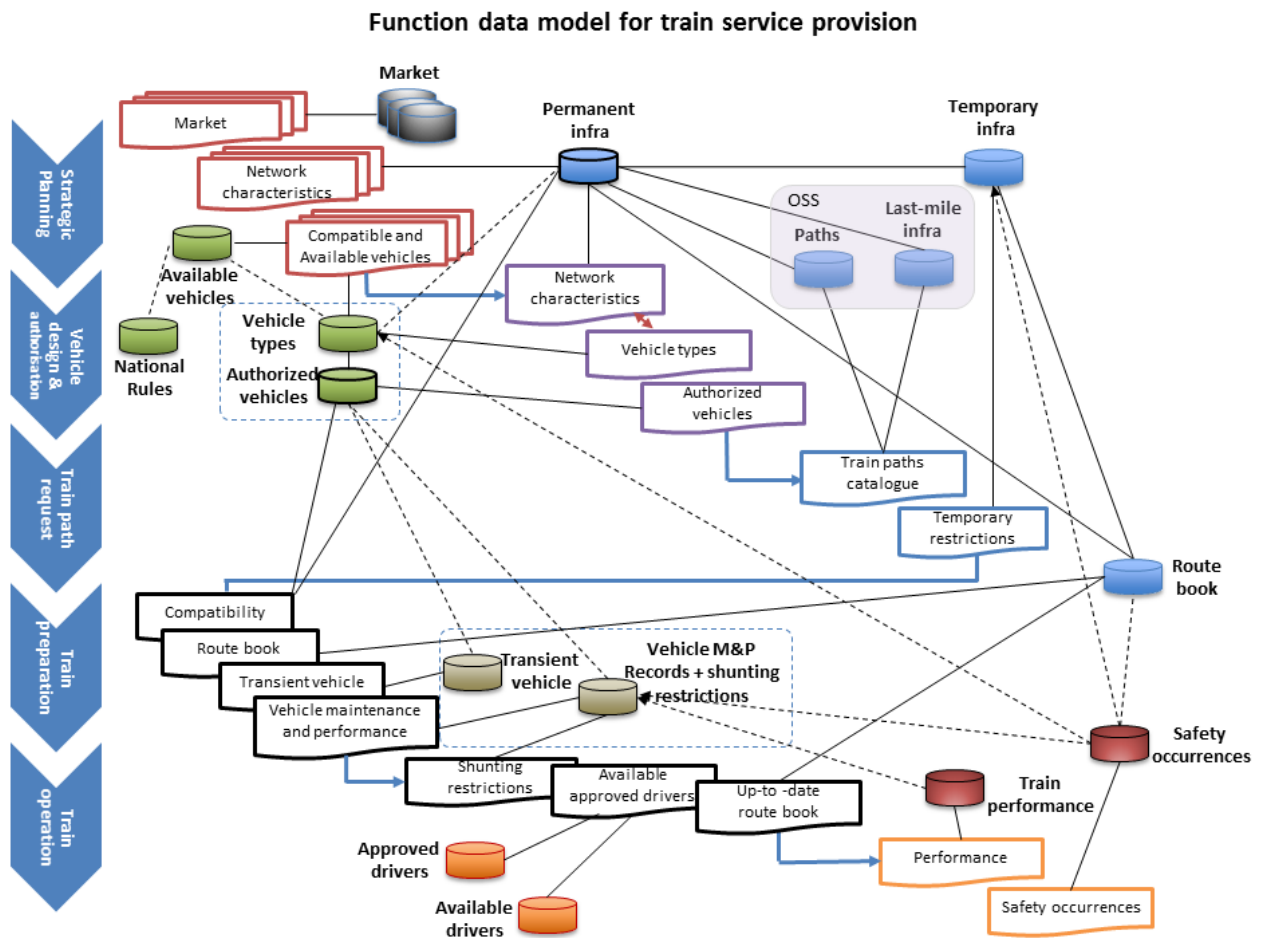 Function data model for train service provision
Market
Market
Permanent
infra
Temporary
infra
Strategic
Planning
Network
characteristics
OSS
Last-mile
infra
Paths
Compatible and
Available vehicles
Available
vehicles
Network
characteristics
Vehicle
design &
authorisation
National
Rules
Vehicle
types
Vehicle types
Authorized
vehicles
Authorized
vehicles
Train paths
catalogue
Train path
request
Temporary
restrictions
Route
book
Train
preparation
Compatibility
Route book
Transient vehicle
Vehicle maintenance
and performance
Transient
vehicle
Vehicle M&P
Records + shunting
restrictions
Safety
occurrences
Train
operation
Shunting
restrictions
Available
approved drivers
Up-to -date
route book
Train
performance
Approved
drivers
Performance
Available
drivers
Safety occurrences